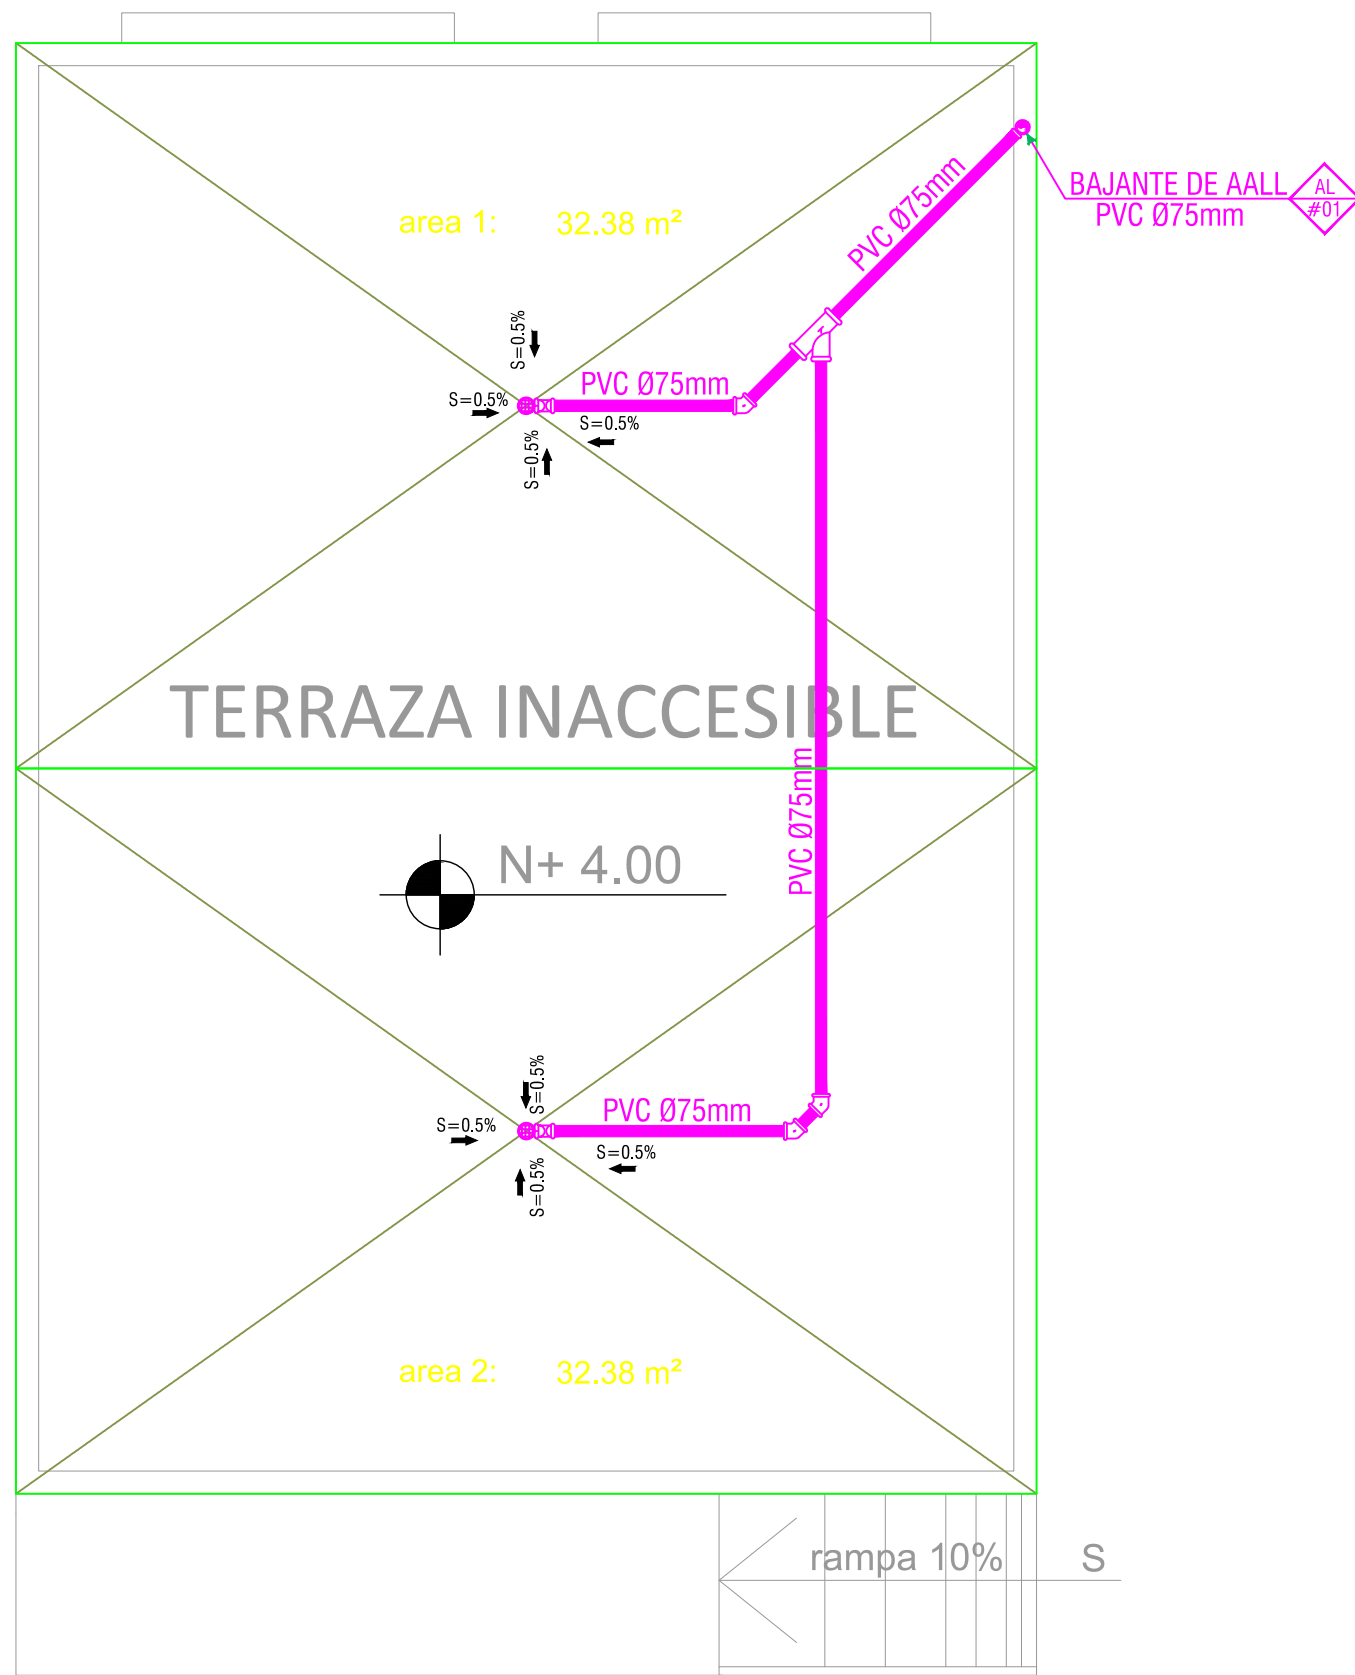 BAJANTE DE AALL
PVC Ø75mm
AL
#01
PVC Ø75mm
area 1: 32.38 m²
S=0.5%
PVC Ø75mm
S=0.5%
S=0.5%
S=0.5%
TERRAZA INACCESIBLE
PVC Ø75mm
N+ 4.00
S=0.5%
PVC Ø75mm
S=0.5%
S=0.5%
S=0.5%
area 2: 32.38 m²
rampa 10% S